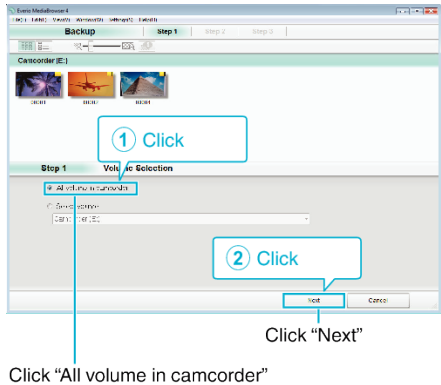 Everio MediaBrowser 4
Backup Step 1 Step 2 Step 3
Camcorder (E:)
① Click
Step 1 Volume Selection
All volume in camcorder
② Click
Next Cancel
Click “Next”
Click “All volume in camcorder”